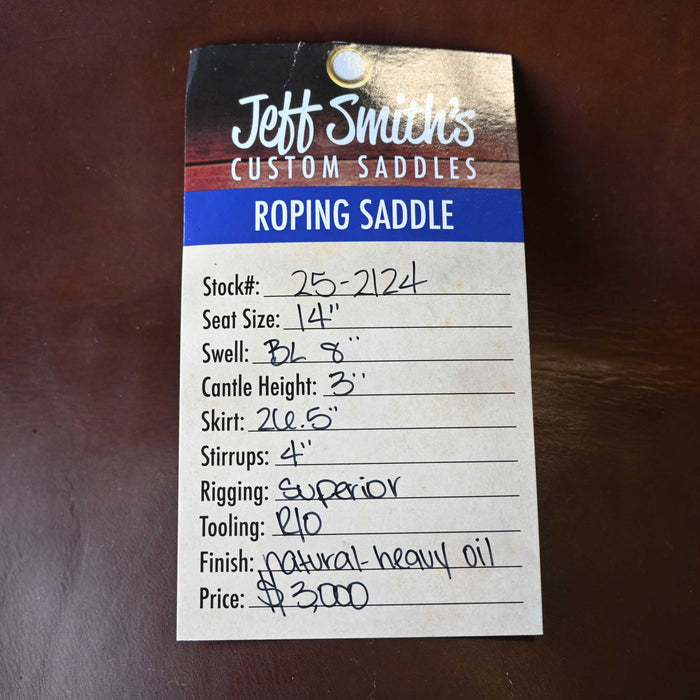 Jeff Smith's
CUSTOM SADDLES
ROPING SADDLE
Stock#: 25-2124
Seat Size: 14"
Swell: BL 8"
Cantle Height: 3"
Skirt: 26.5"
Stirrups: 4"
Rigging: Superior
Tooling: R/O
Finish: natural-heavy oil
Price: $3,000